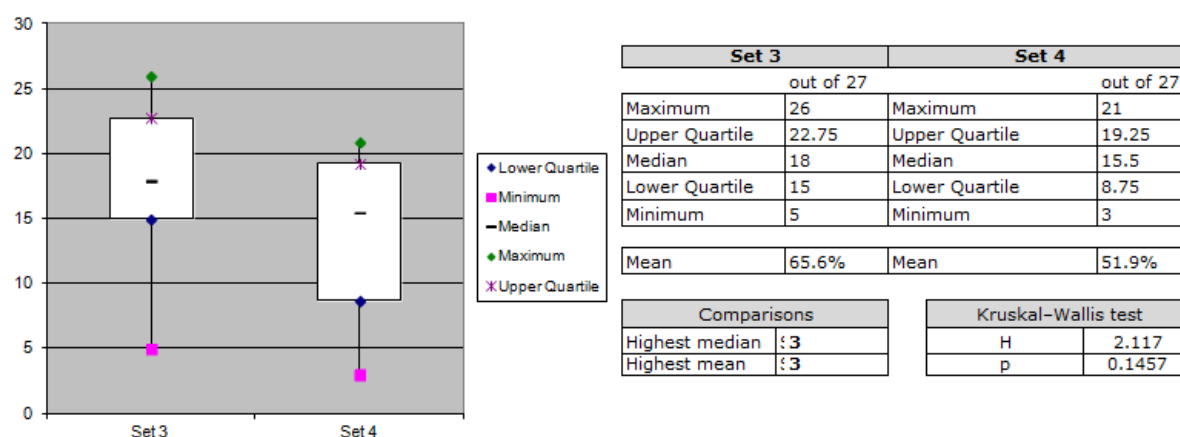 30
25
20
15
10
5
0
Set 3
Set 4
Lower Quartile
Minimum
Median
Maximum
Upper Quartile
Set 3 Set 4
out of 27 out of 27
Maximum 26 Maximum 21
Upper Quartile 22.75 Upper Quartile 19.25
Median 18 Median 15.5
Lower Quartile 15 Lower Quartile 8.75
Minimum 5 Minimum 3
Mean 65.6% Mean 51.9%
Comparisons
Highest median 3
Highest mean 3
Kruskal–Wallis test
H 2.117
p 0.1457